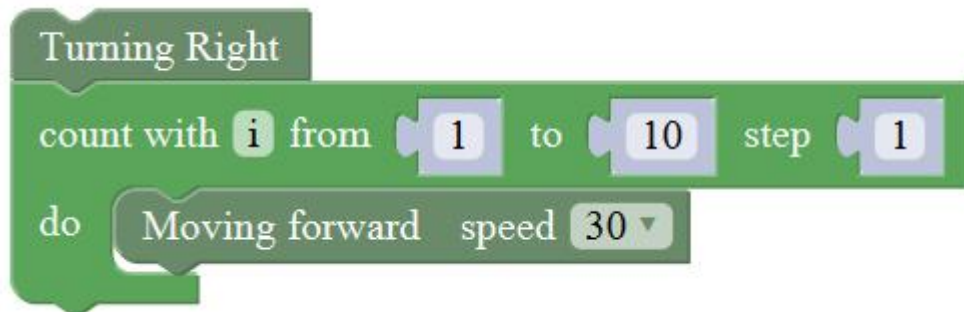 Turning Right
count with i from 1 to 10 step 1
do Moving forward speed 30